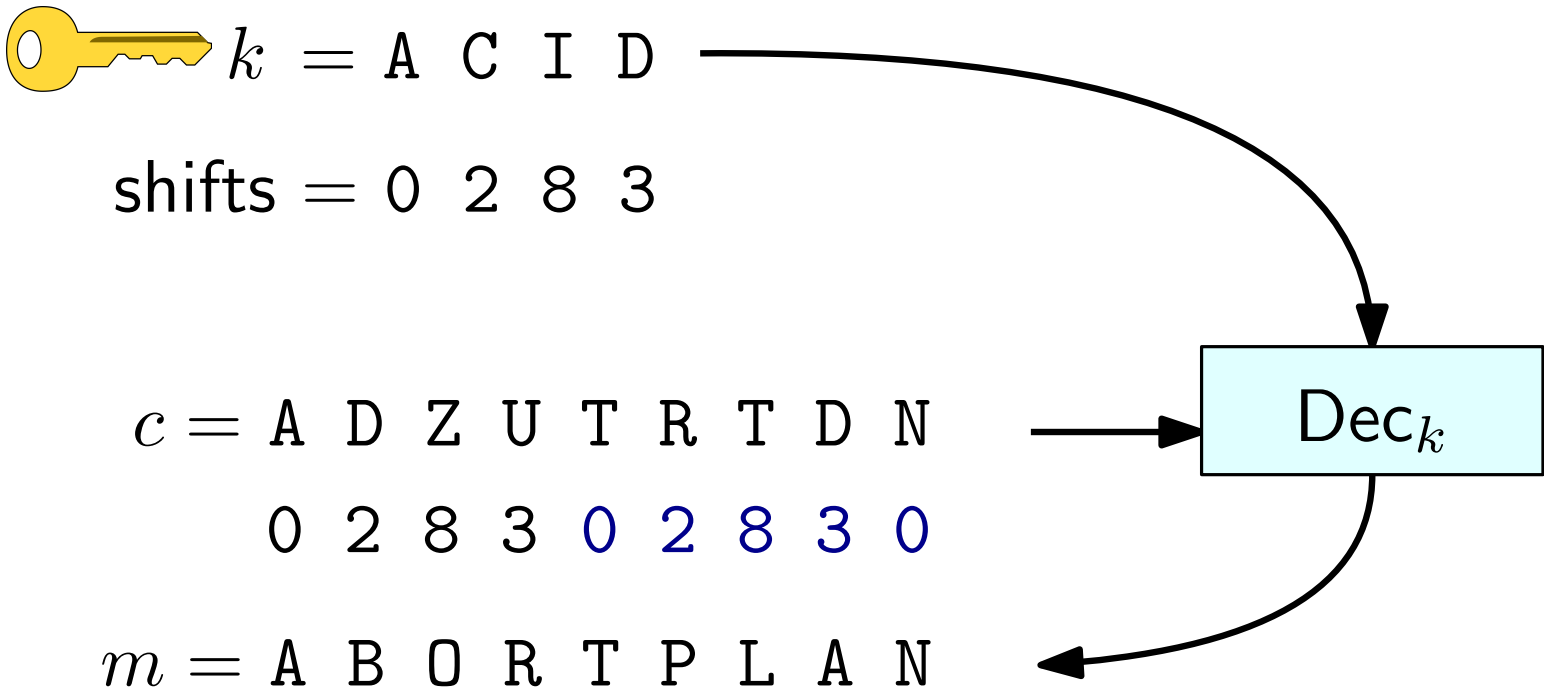 k = A C I D
shifts = 0 2 8 3
c = A D Z U T R T D N
Dec_k
0 2 8 3 0 2 8 3 0
m = A B O R T P L A N